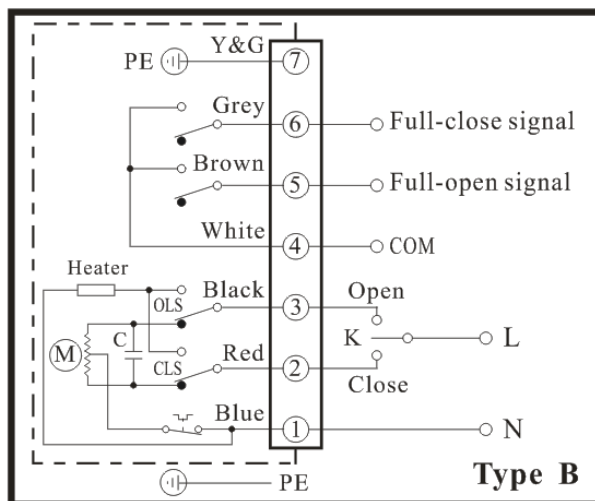 Y&G
PE 7
Grey
6 Full-close signal
Brown
5 Full-open signal
White
4 COM
Heater
OLS Black 3 Open
M C K L
CLS Red 2
Close
Blue
1 N
PE
Type B